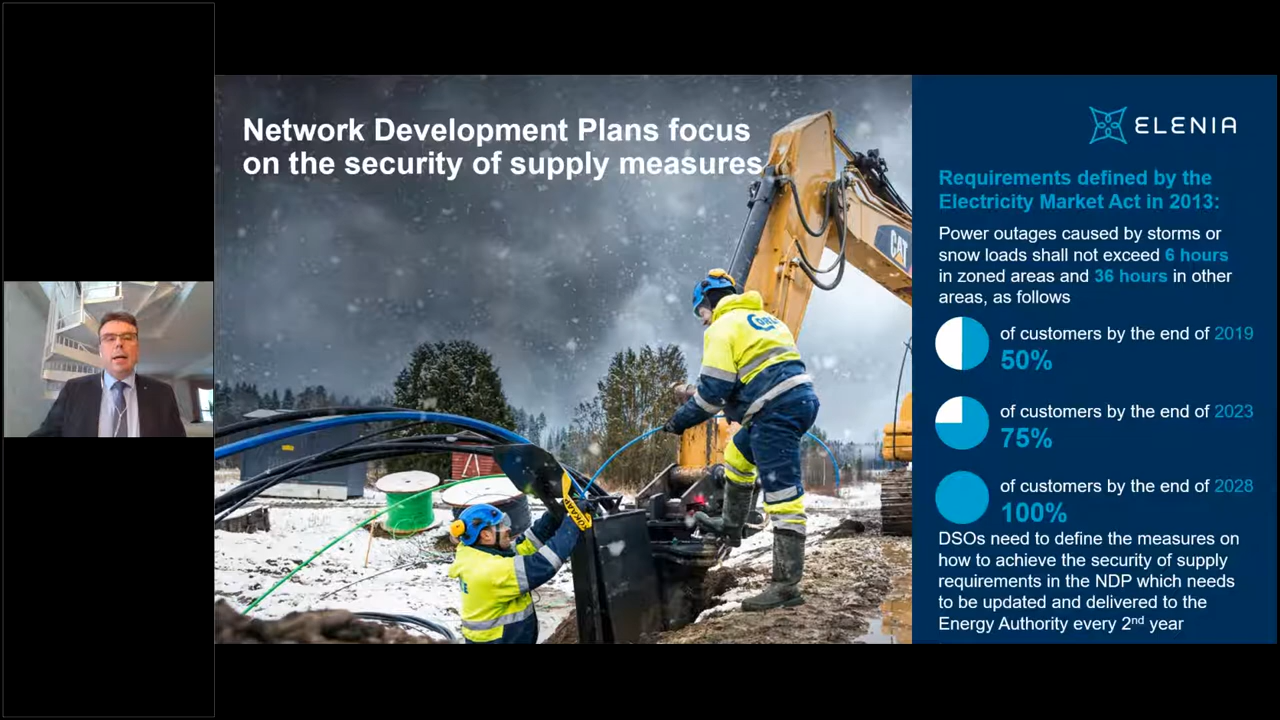 Network Development Plans focus
on the security of supply measures
CAT
ELENIA
Requirements defined by the
Electricity Market Act in 2013:
Power outages caused by storms or
snow loads shall not exceed 6 hours
in zoned areas and 36 hours in other
areas, as follows
of customers by the end of 2019
50%
of customers by the end of 2023
75%
of customers by the end of 2028
100%
DSOs need to define the measures on
how to achieve the security of supply
requirements in the NDP which needs
to be updated and delivered to the
Energy Authority every 2nd year